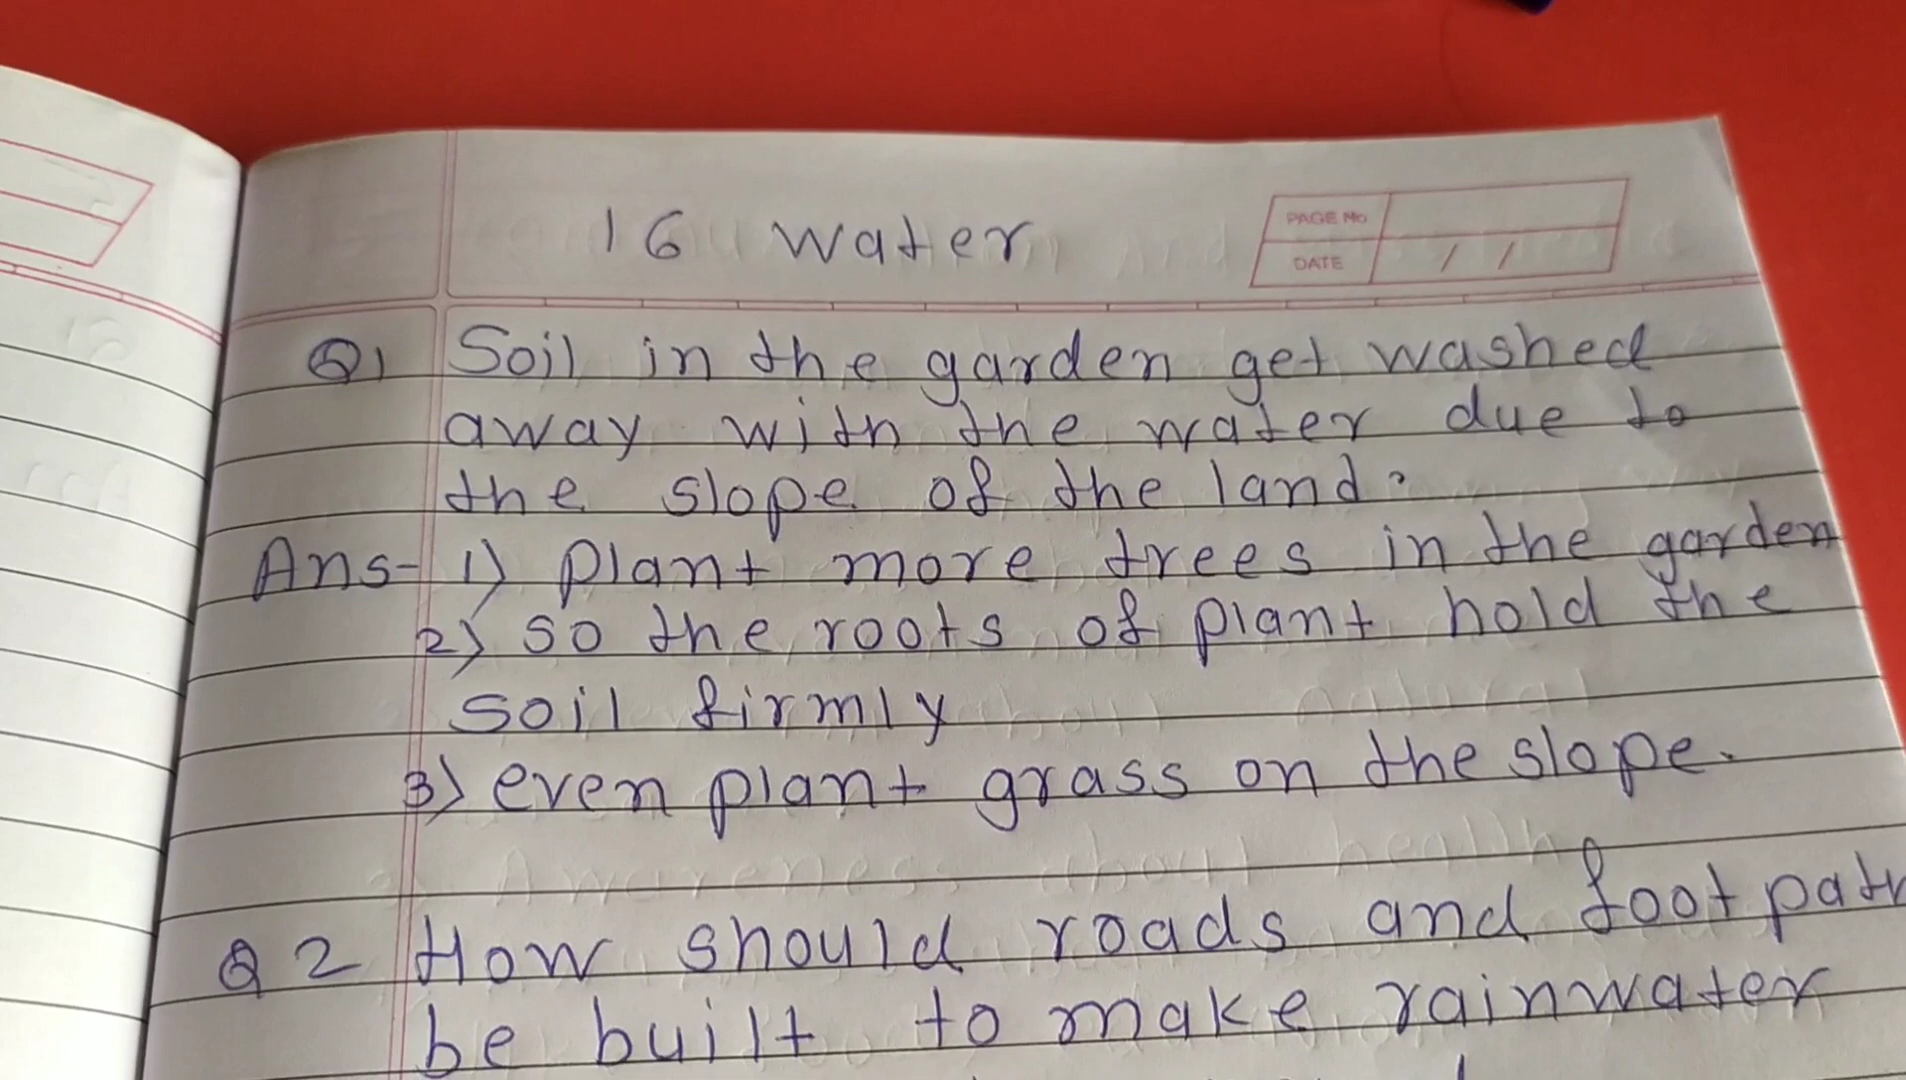 16 water
PAGE No
DATE / /
Q1 Soil in the garden get washed
away with the water due to
the slope of the land.
Ans- 1) Plant more trees in the garden
2) so the roots of plant hold the
soil firmly
3) even plant grass on the slope.
Q2 How should roads and foot path
be built to make rainwater